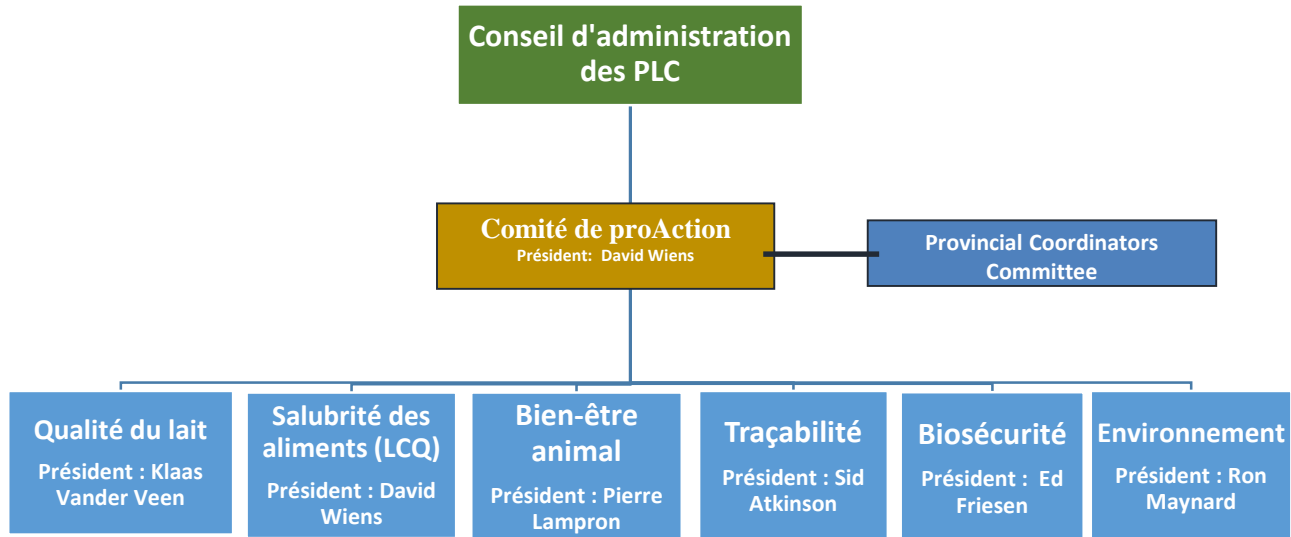 Conseil d'administration
des PLC
Comité de proAction
Président: David Wiens
Provincial Coordinators
Committee
Qualité du lait
Président : Klaas
Vander Veen
Salubrité des
aliments (LCQ)
Président : David
Wiens
Bien-être
animal
Président : Pierre
Lampron
Traçabilité
Président : Sid
Atkinson
Biosécurité
Président : Ed
Friesen
Environnement
Président : Ron
Maynard